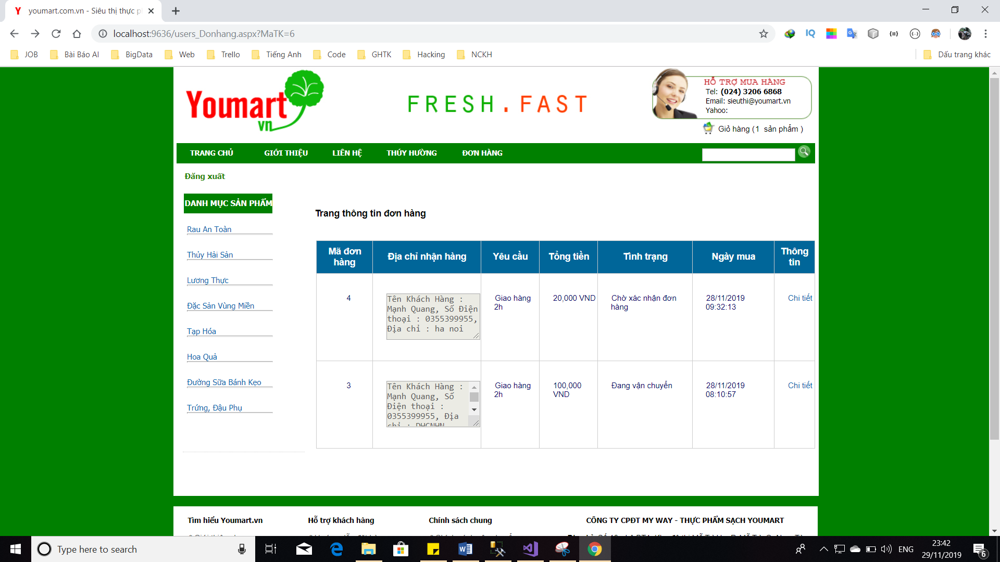 youmart.com.vn - Siêu thị thực p
localhost:9636/users_Donhang.aspx?MaTK=6
JOB
Bài Báo AI
BigData
Web
Trello
Tiếng Anh
Code
GHTK
Hacking
NCKH
Dấu trang khác
Youmart
vn
FRESH.FAST
HỖ TRỢ MUA HÀNG
Tel: (024) 3206 6868
Email: sieuthi@youmart.vn
Yahoo:
Giỏ hàng (1 sản phẩm )
TRANG CHỦ
GIỚI THIỆU
LIÊN HỆ
THÚY HƯỜNG
ĐƠN HÀNG
Đăng xuất
DANH MỤC SẢN PHẨM
Rau An Toàn
Thủy Hải Sản
Lương Thực
Đặc Sản Vùng Miền
Tạp Hóa
Hoa Quả
Đường Sữa Bánh Kẹo
Trứng, Đậu Phụ
Trang thông tin đơn hàng
Mã đơn hàng
Địa chỉ nhận hàng
Yêu cầu
Tổng tiền
Tình trạng
Ngày mua
Thông tin
4
Tên Khách Hàng :
Mạnh Quang, Số Điện
thoại : 0355399955,
Địa chỉ : ha noi
Giao hàng
2h
20,000 VND
Chờ xác nhận đơn
hàng
28/11/2019
09:32:13
Chi tiết
3
Tên Khách Hàng :
Mạnh Quang, Số
Điện thoại :
0355399955, Địa
chỉ : DHCNHN
Giao hàng
2h
100,000
VND
Đang vận chuyển
28/11/2019
08:10:57
Chi tiết
Tìm hiểu Youmart.vn
Hỗ trợ khách hàng
Chính sách chung
CÔNG TY CPĐT MY WAY - THỰC PHẨM SẠCH YOUMART
Type here to search
ENG
23:42
29/11/2019
6